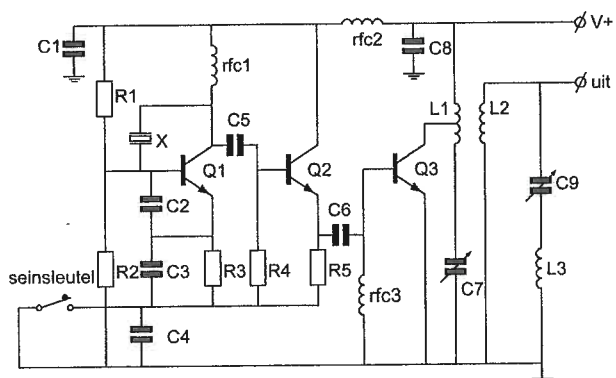 V+
rfc2
C1
C8
rfc1
uit
R1
L1
L2
C5
X
Q1
Q2
Q3
C9
C2
C6
R2
C3
R3
R4
R5
L3
seinsleutel
rfc3
C7
C4